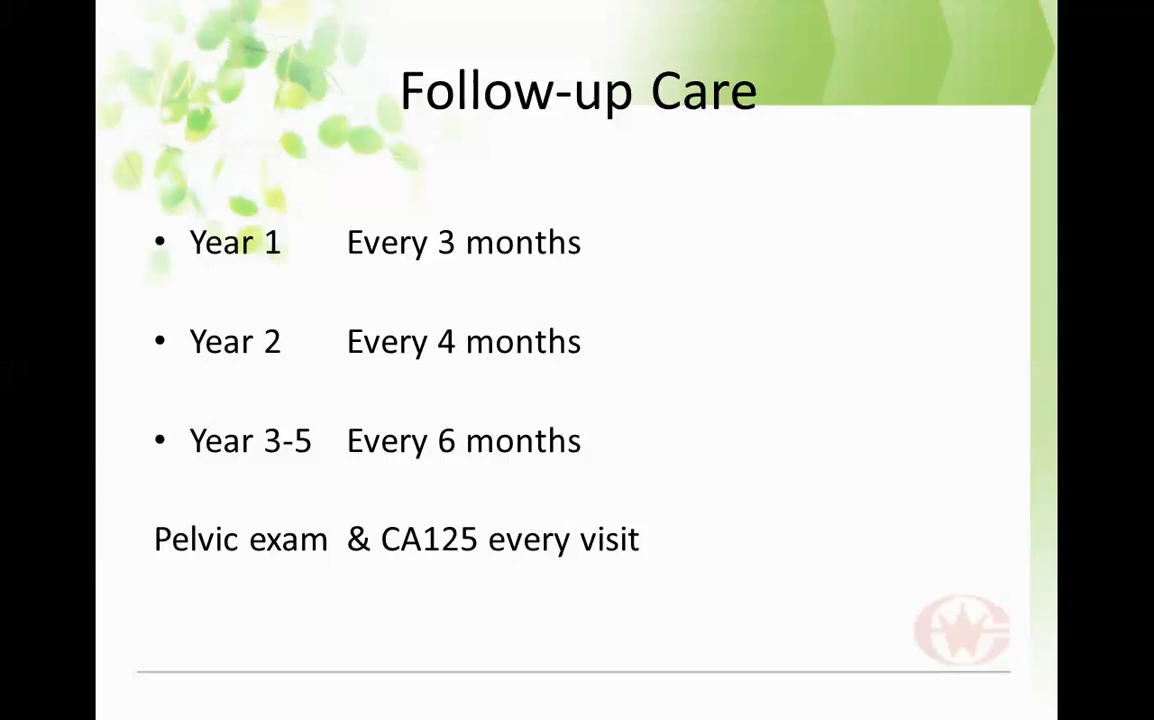 Follow-up Care
• Year 1 Every 3 months
• Year 2 Every 4 months
• Year 3-5 Every 6 months
Pelvic exam & CA125 every visit